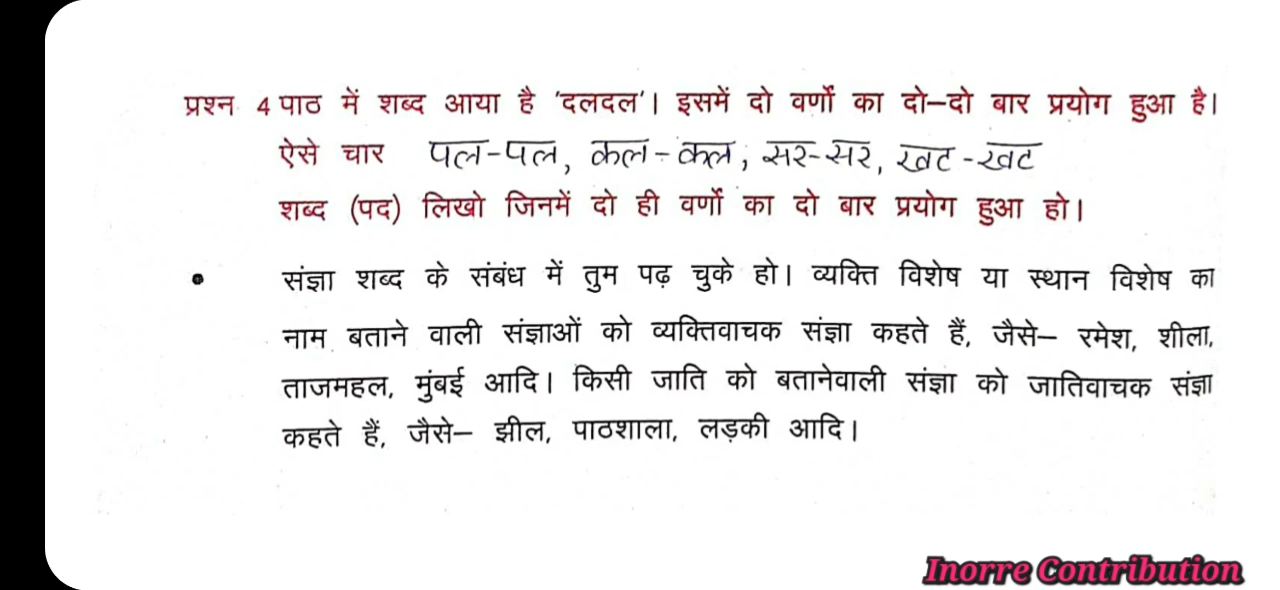 प्रश्न 4 पाठ में शब्द आया है 'दलदल'। इसमें दो वर्णों का दो–दो बार प्रयोग हुआ है।
ऐसे चार पल-पल, कल-कल, सर-सर, खट-खट
शब्द (पद) लिखो जिनमें दो ही वर्णों का दो बार प्रयोग हुआ हो।
• संज्ञा शब्द के संबंध में तुम पढ़ चुके हो। व्यक्ति विशेष या स्थान विशेष का
नाम बताने वाली संज्ञाओं को व्यक्तिवाचक संज्ञा कहते हैं, जैसे– रमेश, शीला,
ताजमहल, मुंबई आदि। किसी जाति को बतानेवाली संज्ञा को जातिवाचक संज्ञा
कहते हैं, जैसे– झील, पाठशाला, लड़की आदि।
Inorre Contribution